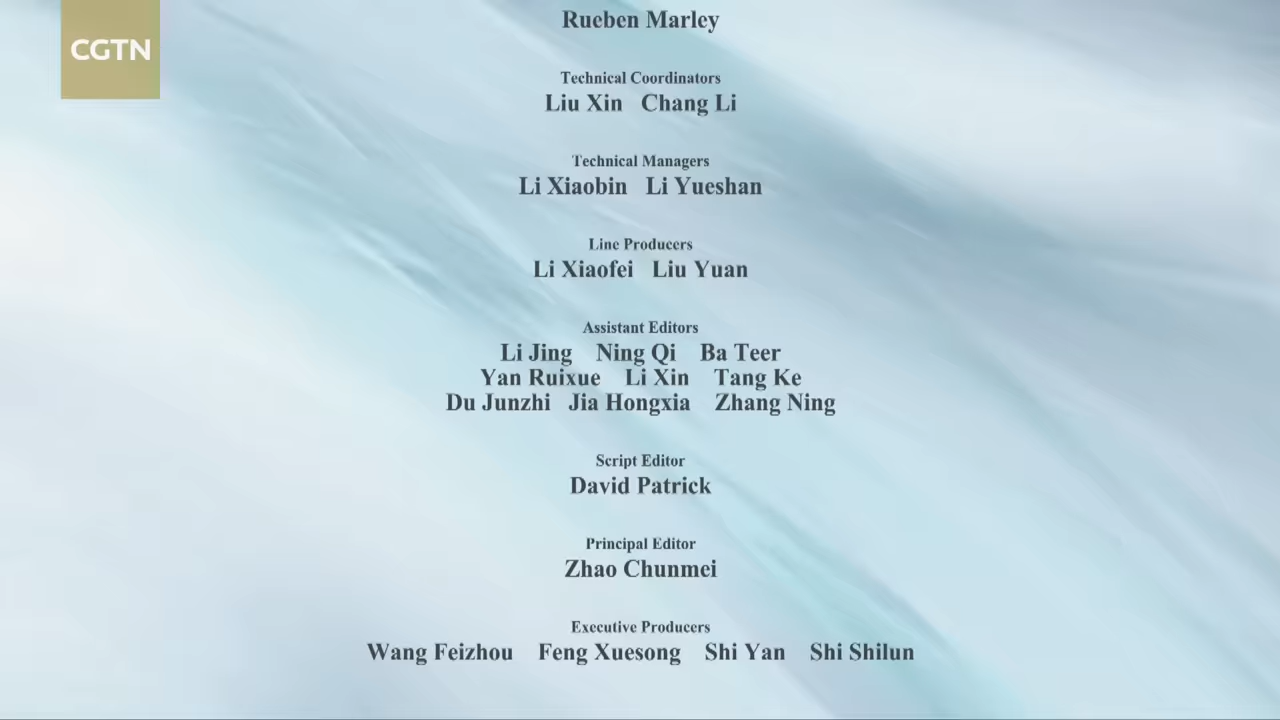 CGTN
Rueben Marley
Technical Coordinators
Liu Xin Chang Li
Technical Managers
Li Xiaobin Li Yueshan
Line Producers
Li Xiaofei Liu Yuan
Assistant Editors
Li Jing Ning Qi Ba Teer
Yan Ruixue Li Xin Tang Ke
Du Junzhi Jia Hongxia Zhang Ning
Script Editor
David Patrick
Principal Editor
Zhao Chunmei
Executive Producers
Wang Feizhou Feng Xuesong Shi Yan Shi Shilun